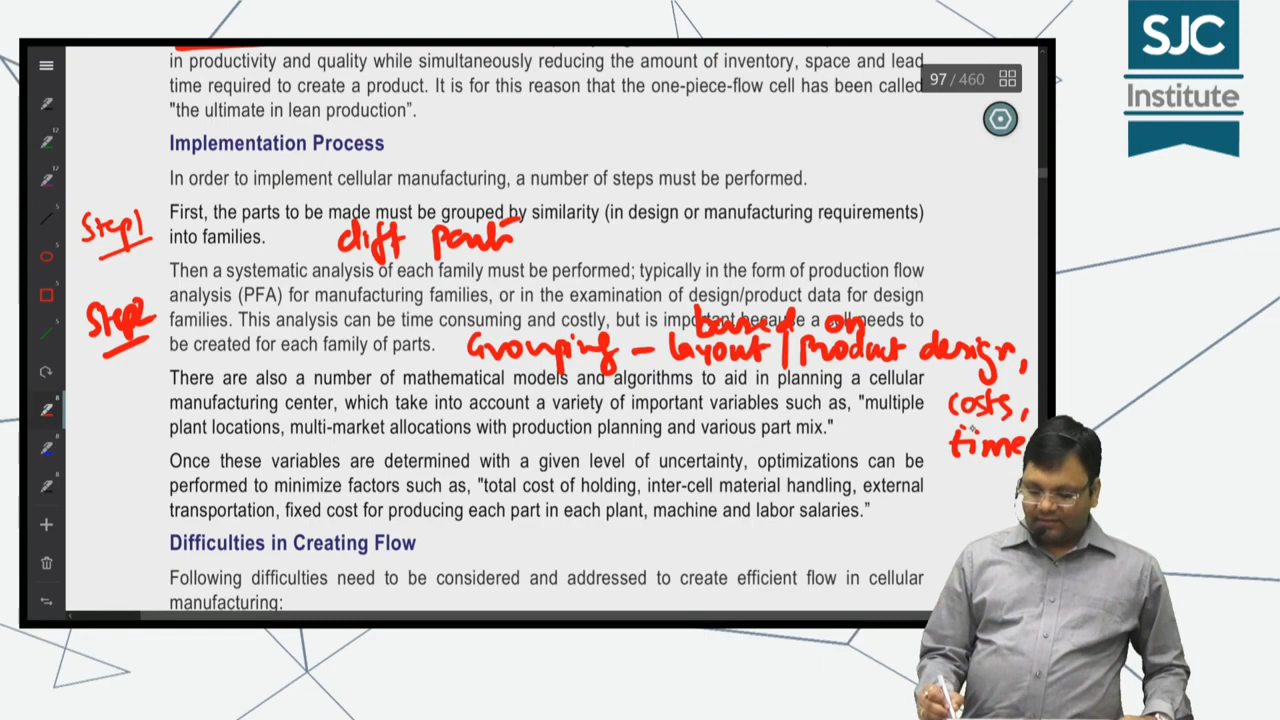 SJC
Institute
97 / 460
in productivity and quality while simultaneously reducing the amount of inventory, space and lead
time required to create a product. It is for this reason that the one-piece-flow cell has been called
"the ultimate in lean production”.
Implementation Process
In order to implement cellular manufacturing, a number of steps must be performed.
Step1
First, the parts to be made must be grouped by similarity (in design or manufacturing requirements)
into families.
diff parts
Then a systematic analysis of each family must be performed; typically in the form of production flow
Step2
analysis (PFA) for manufacturing families, or in the examination of design/product data for design
families. This analysis can be time consuming and costly, but is important because a cell needs to
be created for each family of parts.
based on
Grouping - layout / product design,
costs,
time
There are also a number of mathematical models and algorithms to aid in planning a cellular
manufacturing center, which take into account a variety of important variables such as, "multiple
plant locations, multi-market allocations with production planning and various part mix."
Once these variables are determined with a given level of uncertainty, optimizations can be
performed to minimize factors such as, "total cost of holding, inter-cell material handling, external
transportation, fixed cost for producing each part in each plant, machine and labor salaries.”
Difficulties in Creating Flow
Following difficulties need to be considered and addressed to create efficient flow in cellular
manufacturing: